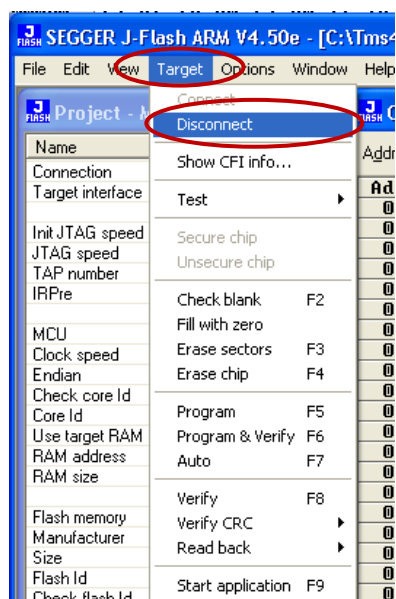 SEGGER J-Flash ARM V4.50e - [C:\Tms4
File Edit View Target Options Window Help
Project -
Connect
Disconnect
Name
Connection
Show CFI info...
Target interface
Test
Init JTAG speed
Secure chip
JTAG speed
Unsecure chip
TAP number
IRPre
Check blank F2
Fill with zero
MCU
Clock speed
Erase sectors F3
Endian
Erase chip F4
Check core Id
Core Id
Program F5
Use target RAM
Program & Verify F6
RAM address
Auto F7
RAM size
Verify F8
Flash memory
Verify CRC
Manufacturer
Read back
Size
Flash Id
Start application F9
Check flash Id